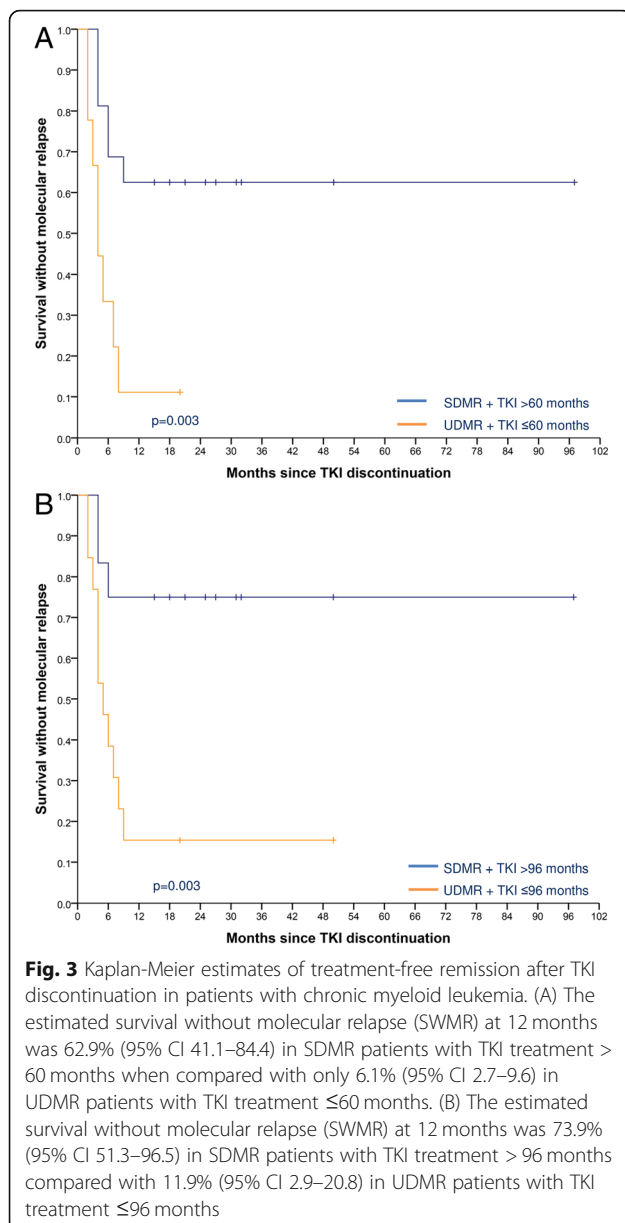 A
Survival without molecular relapse
1.0
0.9
0.8
0.7
0.6
0.5
0.4
0.3
0.2
0.1
0.0
p=0.003
SDMR + TKI >60 months
UDMR + TKI ≤60 months
0 6 12 18 24 30 36 42 48 54 60 66 72 78 84 90 96 102
Months since TKI discontinuation
B
Survival without molecular relapse
1.0
0.9
0.8
0.7
0.6
0.5
0.4
0.3
0.2
0.1
0.0
p=0.003
SDMR + TKI >96 months
UDMR + TKI ≤96 months
0 6 12 18 24 30 36 42 48 54 60 66 72 78 84 90 96 102
Months since TKI discontinuation
Fig. 3 Kaplan-Meier estimates of treatment-free remission after TKI
discontinuation in patients with chronic myeloid leukemia. (A) The
estimated survival without molecular relapse (SWMR) at 12 months
was 62.9% (95% CI 41.1–84.4) in SDMR patients with TKI treatment >
60 months when compared with only 6.1% (95% CI 2.7–9.6) in
UDMR patients with TKI treatment ≤60 months. (B) The estimated
survival without molecular relapse (SWMR) at 12 months was 73.9%
(95% CI 51.3–96.5) in SDMR patients with TKI treatment > 96 months
compared with 11.9% (95% CI 2.9–20.8) in UDMR patients with TKI
treatment ≤96 months